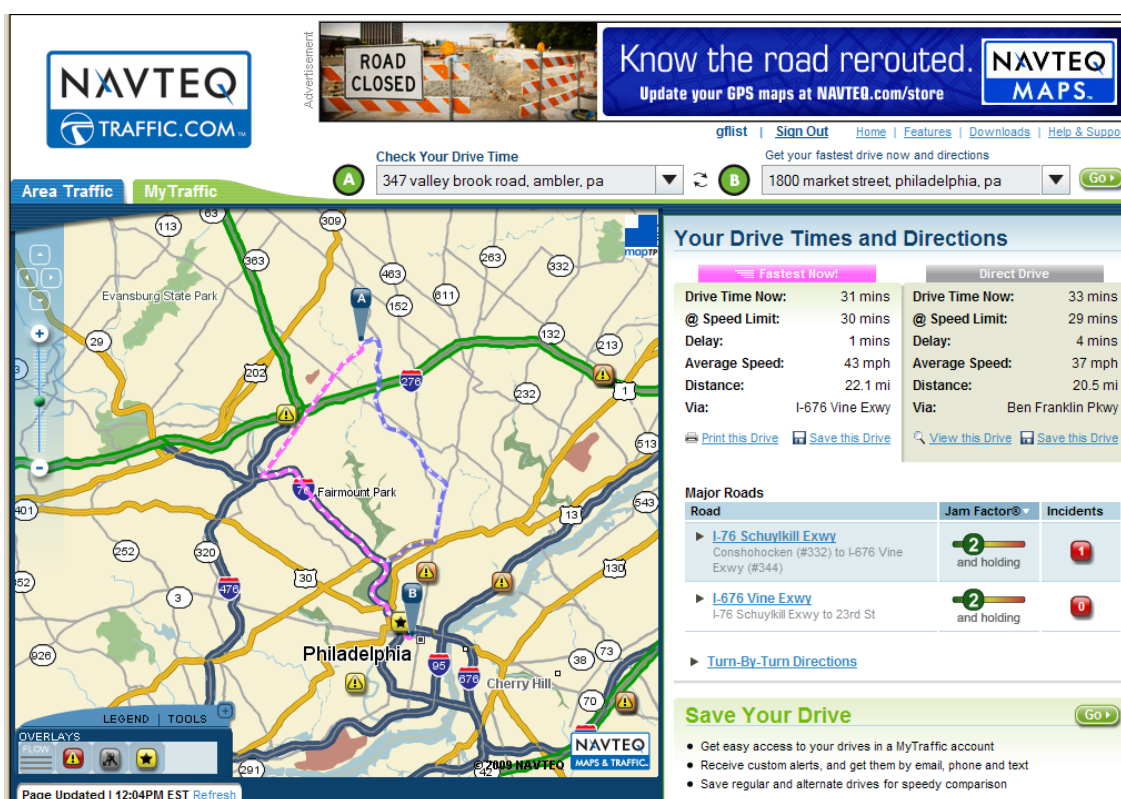 NAVTEQ
TRAFFIC.COM
Advertisement
ROAD
CLOSED
Know the road rerouted.
Update your GPS maps at NAVTEQ.com/store
NAVTEQ
MAPS
gflist | Sign Out Home | Features | Downloads | Help & Suppo
Check Your Drive Time
Get your fastest drive now and directions
A 347 valley brook road, ambler, pa
B 1800 market street, philadelphia, pa Go
Area Traffic
MyTraffic
63
113
309
363
463
263
332
Evansburg State Park
A
152
611
29
132
213
202
276
1
232
513
76
Fairmount Park
401
543
13
252
320
30
130
476
3
B
Philadelphia
95
676
Cherry Hill
38
73
926
70
291
42
LEGEND | TOOLS
OVERLAYS
FLOW
NAVTEQ
MAPS & TRAFFIC
© 2009 NAVTEQ
Page Updated | 12:04PM EST Refresh
Your Drive Times and Directions
Fastest Now!
Drive Time Now: 31 mins
@ Speed Limit: 30 mins
Delay: 1 mins
Average Speed: 43 mph
Distance: 22.1 mi
Via: I-676 Vine Exwy
Print this Drive Save this Drive
Direct Drive
Drive Time Now: 33 mins
@ Speed Limit: 29 mins
Delay: 4 mins
Average Speed: 37 mph
Distance: 20.5 mi
Via: Ben Franklin Pkwy
View this Drive Save this Drive
Major Roads
Road Jam Factor® Incidents
I-76 Schuylkill Exwy
Conshohocken (#332) to I-676 Vine
Exwy (#344)
2
and holding
1
I-676 Vine Exwy
I-76 Schuylkill Exwy to 23rd St
2
and holding
0
Turn-By-Turn Directions
Save Your Drive Go
Get easy access to your drives in a MyTraffic account
Receive custom alerts, and get them by email, phone and text
Save regular and alternate drives for speedy comparison